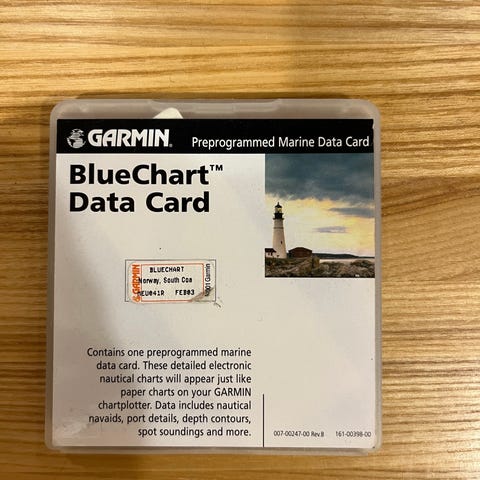 GARMIN® Preprogrammed Marine Data Card
BlueChart™
Data Card
GARMIN
BLUECHART
Norway, South Coa
MEU041R FEB03
Garmin
Contains one preprogrammed marine
data card. These detailed electronic
nautical charts will appear just like
paper charts on your GARMIN
chartplotter. Data includes nautical
navaids, port details, depth contours,
spot soundings and more.
007-00247-00 Rev.B 161-00398-00